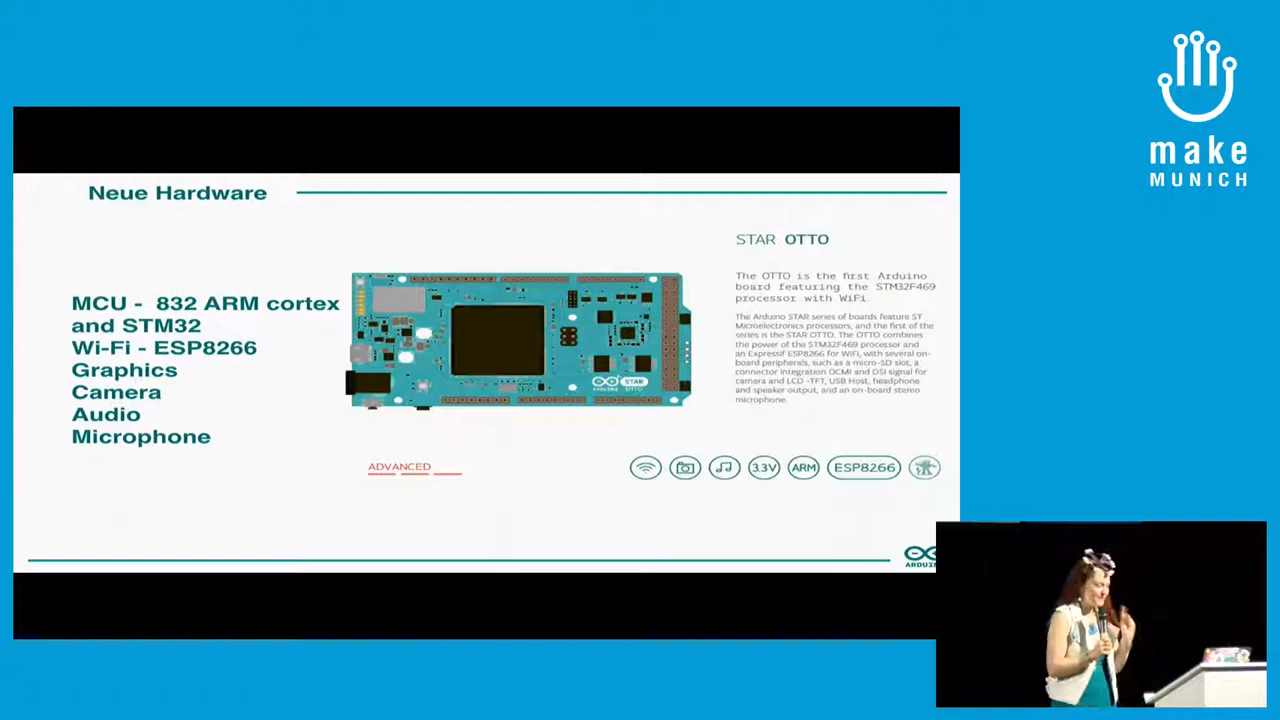 make
MUNICH
Neue Hardware
STAR OTTO
The OTTO is the first Arduino
board featuring the STM32F469
processor with WiFi.
MCU - 832 ARM cortex
and STM32
Wi-Fi - ESP8266
Graphics
Camera
Audio
Microphone
The Arduino STAR series of boards feature ST
Microelectronics processors, and the first of the
series is the STAR OTTO. The OTTO combines
the power of the STM32F469 processor and
an Expressif ESP8266 for WiFi, with several on-
board peripherals, such as a micro-SD slot, a
connector integration DCMI and DSI signal for
camera and LCD -TFT, USB Host, headphone
and speaker output, and an on-board stereo
microphone.
STAR
ARDUINO OTTO
ADVANCED
3.3V
ARM
ESP8266
ARDUIN